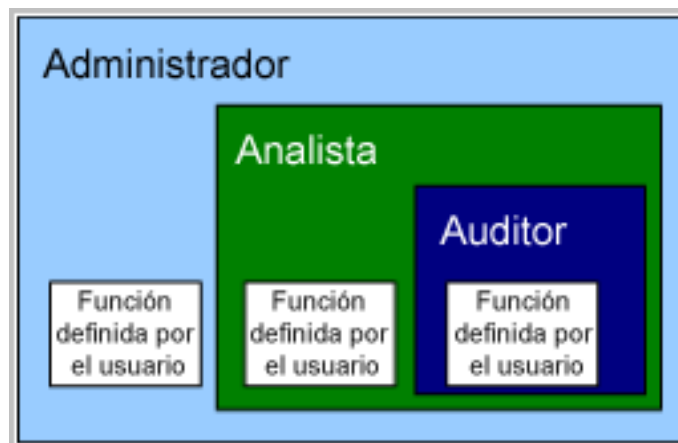 Administrador
Analista
Auditor
Función
definida por
el usuario
Función
definida por
el usuario
Función
definida por
el usuario